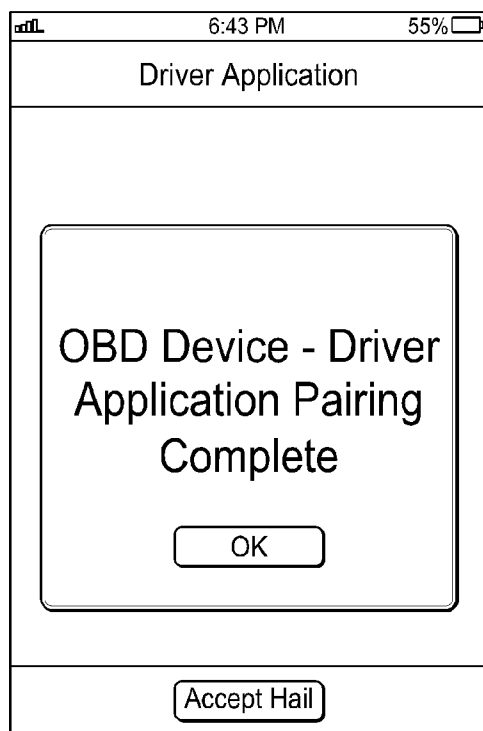 6:43 PM 55%
Driver Application
OBD Device - Driver
Application Pairing
Complete
OK
Accept Hail